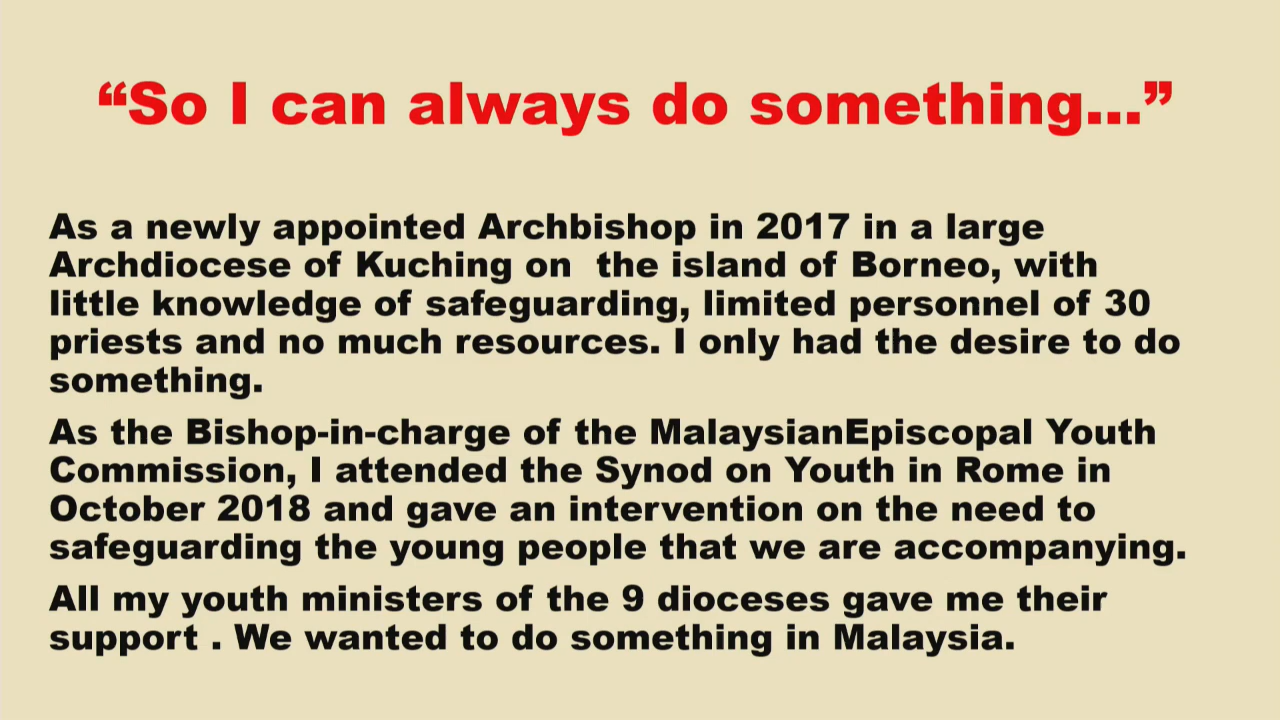 “So I can always do something…”
As a newly appointed Archbishop in 2017 in a large
Archdiocese of Kuching on  the island of Borneo, with
little knowledge of safeguarding, limited personnel of 30
priests and no much resources. I only had the desire to do
something.
As the Bishop-in-charge of the MalaysianEpiscopal Youth
Commission, I attended the Synod on Youth in Rome in
October 2018 and gave an intervention on the need to
safeguarding the young people that we are accompanying.
All my youth ministers of the 9 dioceses gave me their
support . We wanted to do something in Malaysia.